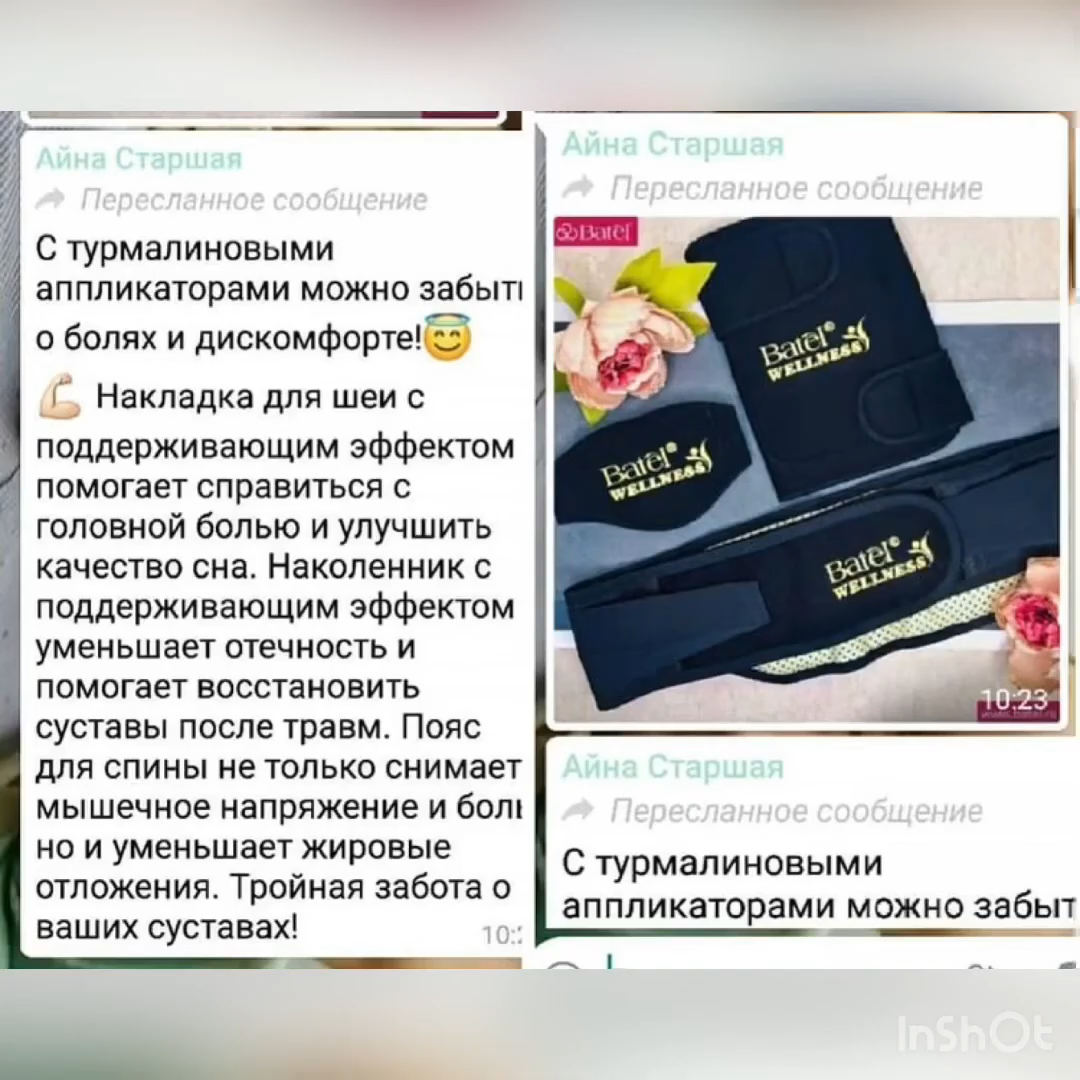 Айна Старшая
Пересланное сообщение
С турмалиновыми
аппликаторами можно забыть
о болях и дискомфорте!😇
💪🏻 Накладка для шеи с
поддерживающим эффектом
помогает справиться с
головной болью и улучшить
качество сна. Наколенник с
поддерживающим эффектом
уменьшает отечность и
помогает восстановить
суставы после травм. Пояс
для спины не только снимает
мышечное напряжение и боль
но и уменьшает жировые
отложения. Тройная забота о
ваших суставах!
10:2
Айна Старшая
Пересланное сообщение
Batel
Batel®
WELLNESS
Batel®
WELLNESS
Batel®
WELLNESS
10:23
Айна Старшая
Пересланное сообщение
С турмалиновыми
аппликаторами можно забыт
InShOt